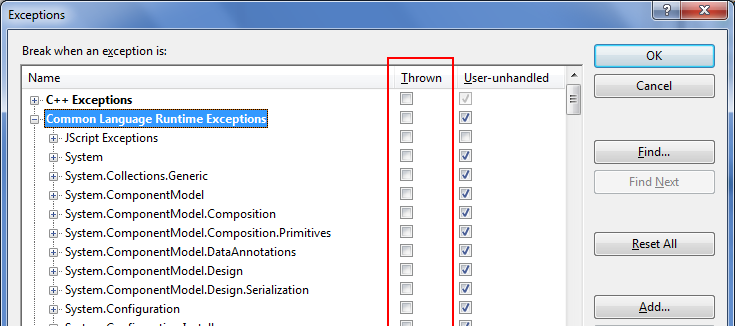 Exceptions
Break when an exception is:
OK
Name Thrown User-unhandled
Cancel
C++ Exceptions
Common Language Runtime Exceptions
JScript Exceptions
System
Find...
System.Collections.Generic
Find Next
System.ComponentModel
System.ComponentModel.Composition
System.ComponentModel.Composition.Primitives
System.ComponentModel.DataAnnotations
Reset All
System.ComponentModel.Design
System.ComponentModel.Design.Serialization
System.Configuration
Add...